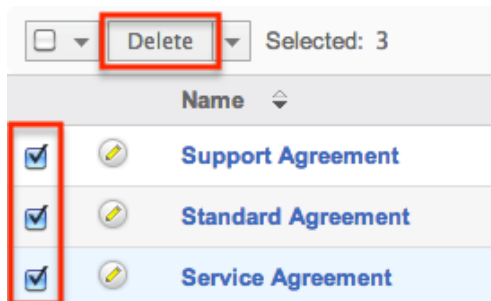 Delete Selected: 3
Name
Support Agreement
Standard Agreement
Service Agreement